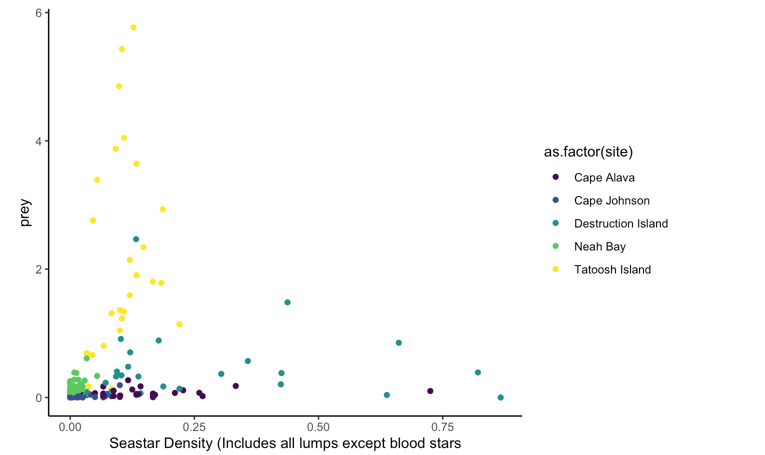 6
4
2
0
prey
0.00
0.25
0.50
0.75
Seastar Density (Includes all lumps except blood stars
as.factor(site)
Cape Alava
Cape Johnson
Destruction Island
Neah Bay
Tatoosh Island